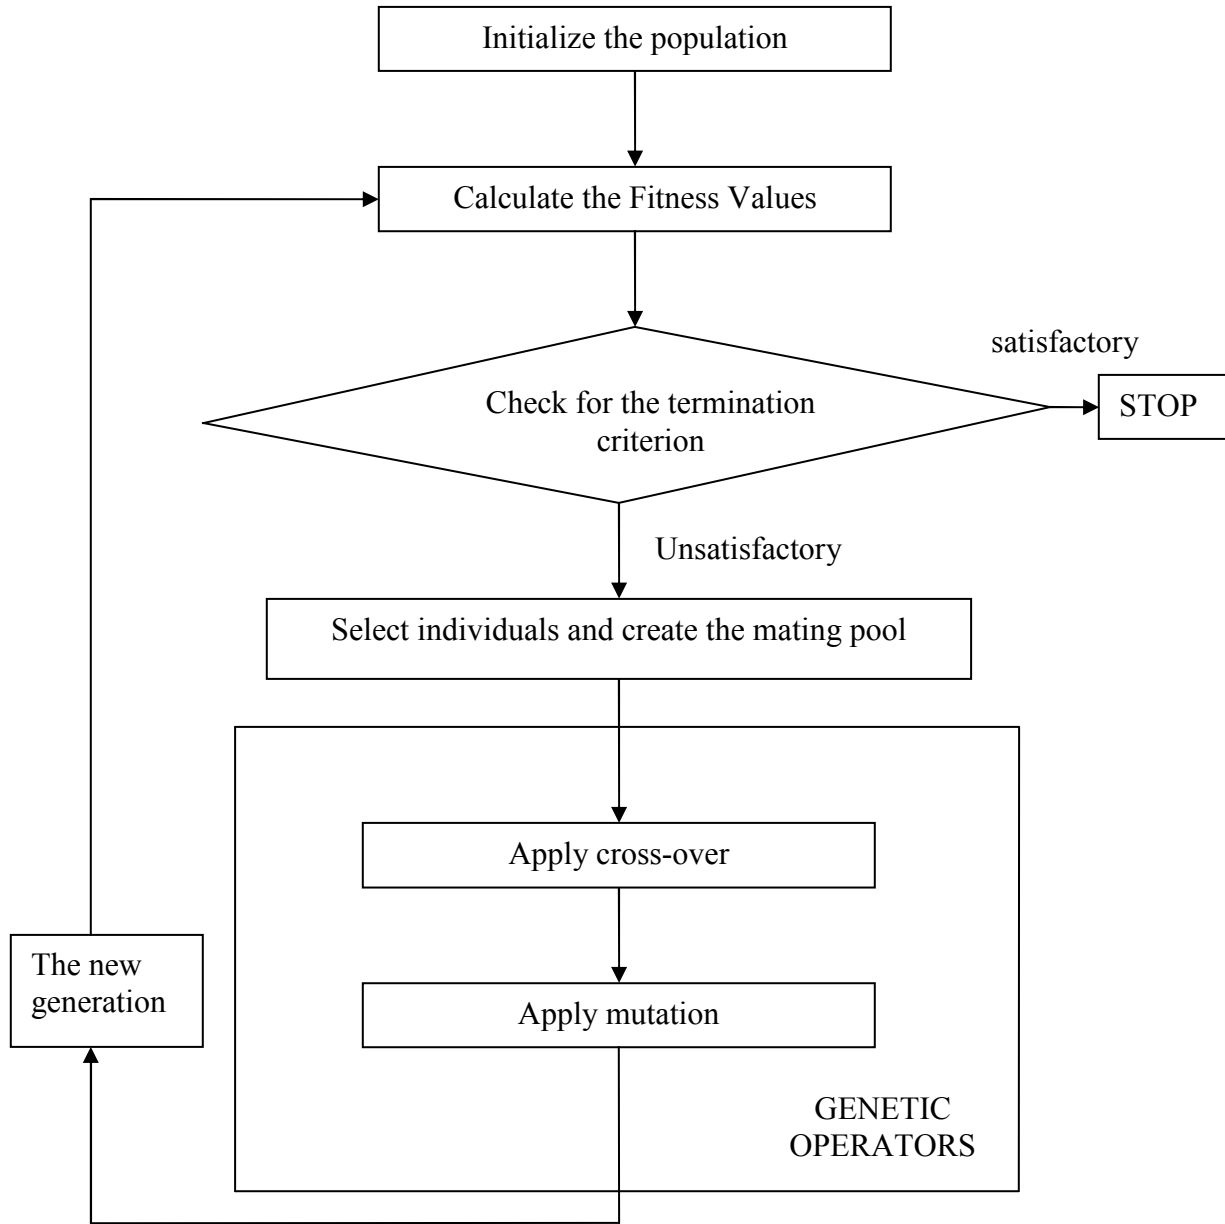 Initialize the population
Calculate the Fitness Values
satisfactory
Check for the termination
criterion
STOP
Unsatisfactory
Select individuals and create the mating pool
Apply cross-over
The new
generation
Apply mutation
GENETIC
OPERATORS